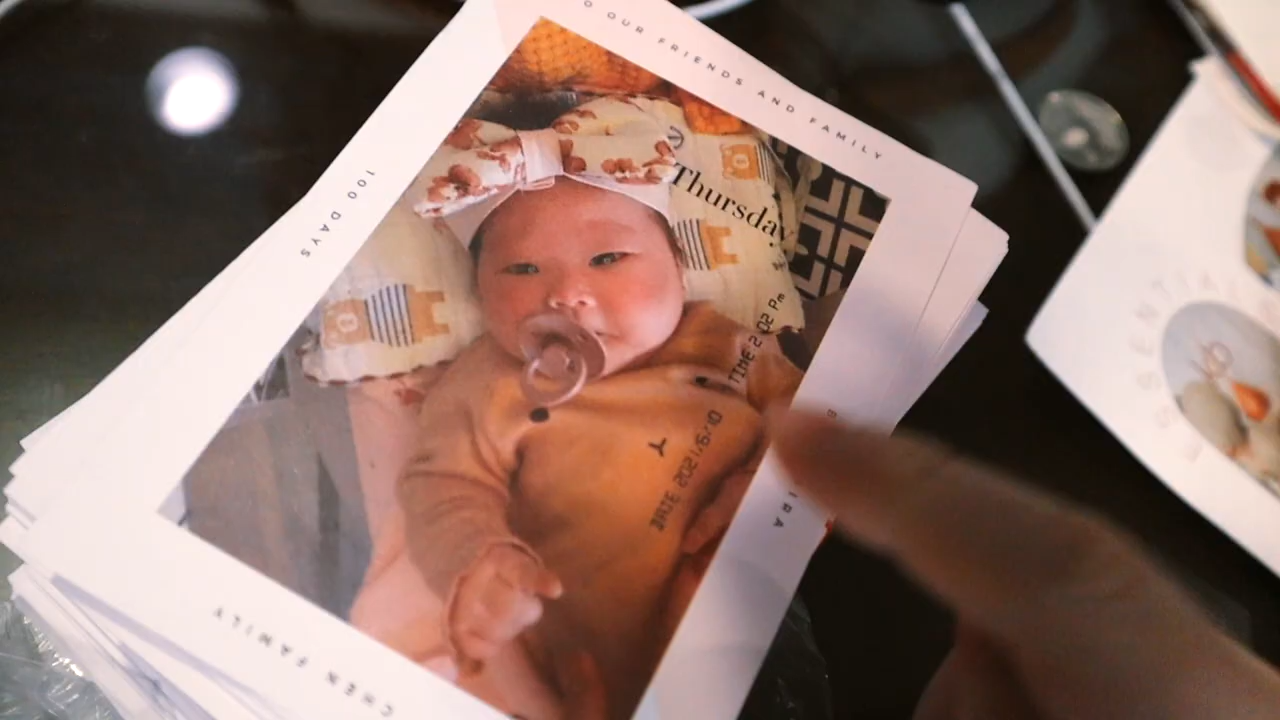 O OUR FRIENDS AND FAMILY
100 DAYS
Thursday
TIME 2:02 PM
DATE 2021/6/10
CHEN FAMILY